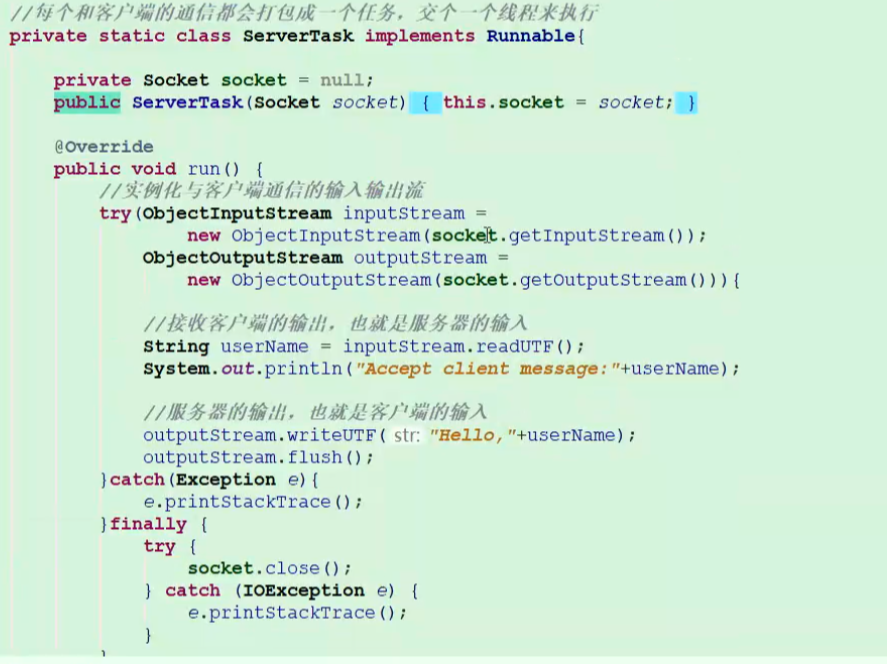 //每个和客户端的通信都会打包成一个任务，交个一个线程来执行
private static class ServerTask implements Runnable{
private Socket socket = null;
public ServerTask(Socket socket) { this.socket = socket; }
@Override
public void run() {
//实例化与客户端通信的输入输出流
try(ObjectInputStream inputStream =
new ObjectInputStream(socket.getInputStream());
ObjectOutputStream outputStream =
new ObjectOutputStream(socket.getOutputStream())){
//接收客户端的输出，也就是服务器的输入
String userName = inputStream.readUTF();
System.out.println("Accept client message:"+userName);
//服务器的输出，也就是客户端的输入
outputStream.writeUTF( str: "Hello,"+userName);
outputStream.flush();
}catch(Exception e){
e.printStackTrace();
}finally {
try {
socket.close();
} catch (IOException e) {
e.printStackTrace();
}
}